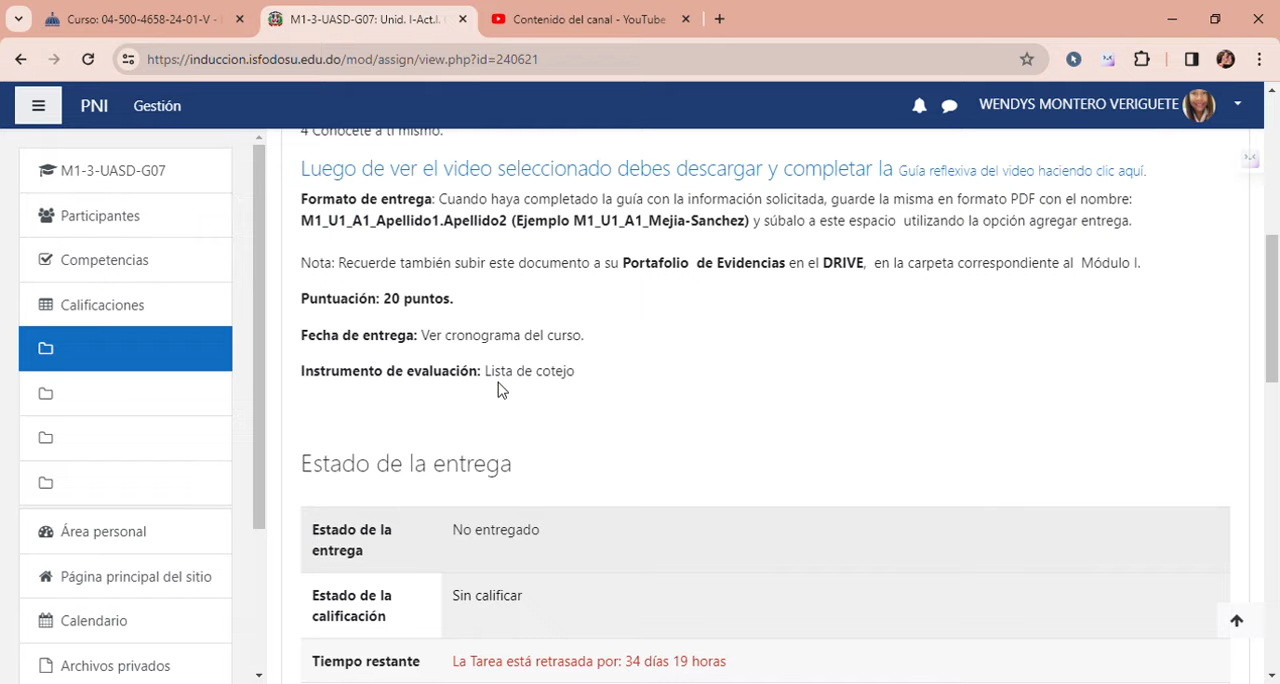 Curso: 04-500-4658-24-01-V -
M1-3-UASD-G07: Unid. I-Act.I.
Contenido del canal - YouTube
https://induccion.isfodosu.edu.do/mod/assign/view.php?id=240621
PNI
Gestión
WENDYS MONTERO VERIGUETE
M1-3-UASD-G07
Participantes
Competencias
Calificaciones
Área personal
Página principal del sitio
Calendario
Archivos privados
4 Conócete a ti mismo.
Luego de ver el video seleccionado debes descargar y completar la Guía reflexiva del video haciendo clic aquí.
Formato de entrega: Cuando haya completado la guía con la información solicitada, guarde la misma en formato PDF con el nombre:
M1_U1_A1_Apellido1.Apellido2 (Ejemplo M1_U1_A1_Mejia-Sanchez) y súbalo a este espacio utilizando la opción agregar entrega.
Nota: Recuerde también subir este documento a su Portafolio de Evidencias en el DRIVE, en la carpeta correspondiente al Módulo I.
Puntuación: 20 puntos.
Fecha de entrega: Ver cronograma del curso.
Instrumento de evaluación: Lista de cotejo
Estado de la entrega
Estado de la entrega No entregado
Estado de la calificación Sin calificar
Tiempo restante La Tarea está retrasada por: 34 días 19 horas